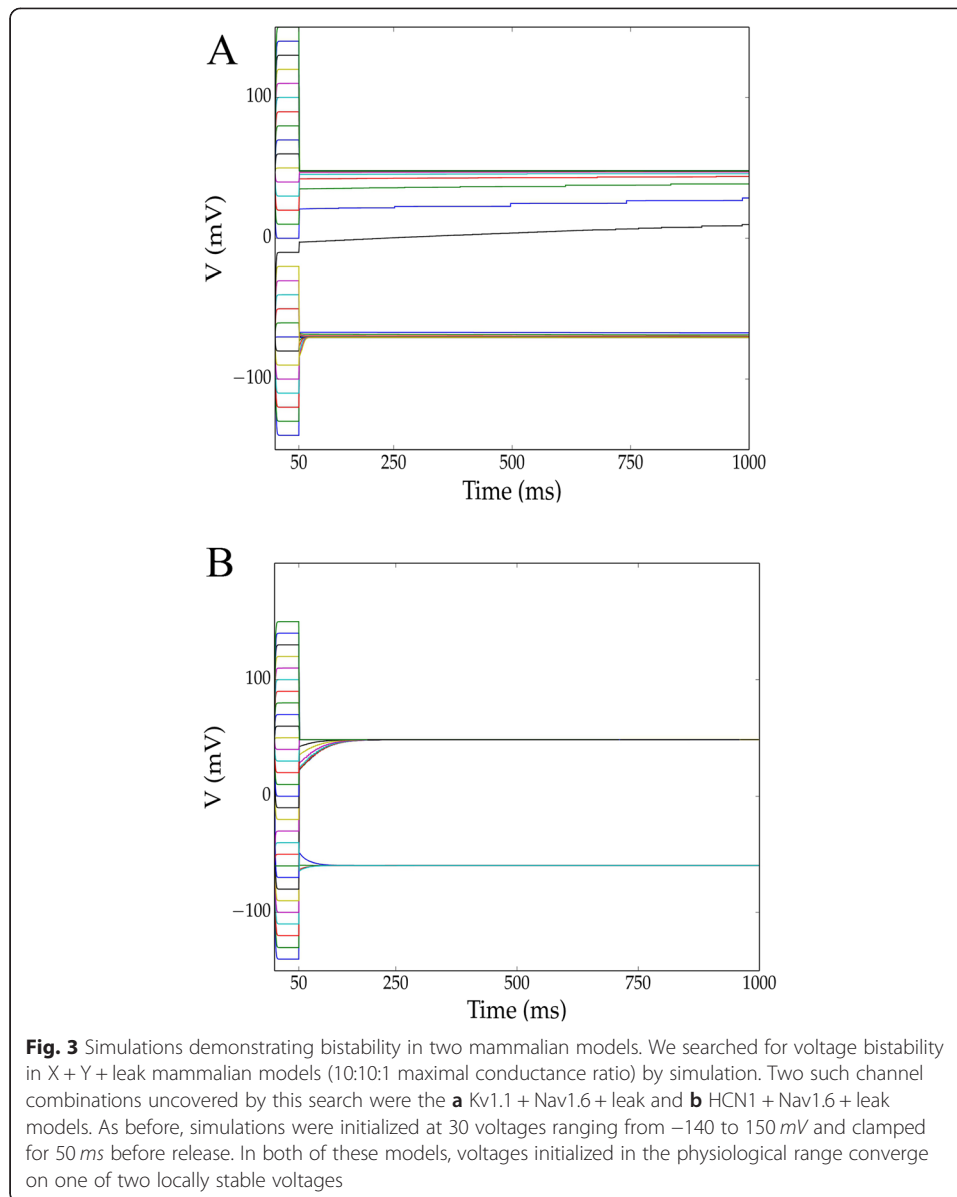 A
100
0
−100
V (mV)
50
250
500
750
1000
Time (ms)
B
100
0
−100
V (mV)
50
250
500
750
1000
Time (ms)
Fig. 3 Simulations demonstrating bistability in two mammalian models. We searched for voltage bistability
in X + Y + leak mammalian models (10:10:1 maximal conductance ratio) by simulation. Two such channel
combinations uncovered by this search were the a Kv1.1 + Nav1.6 + leak and b HCN1 + Nav1.6 + leak
models. As before, simulations were initialized at 30 voltages ranging from −140 to 150 mV and clamped
for 50 ms before release. In both of these models, voltages initialized in the physiological range converge
on one of two locally stable voltages